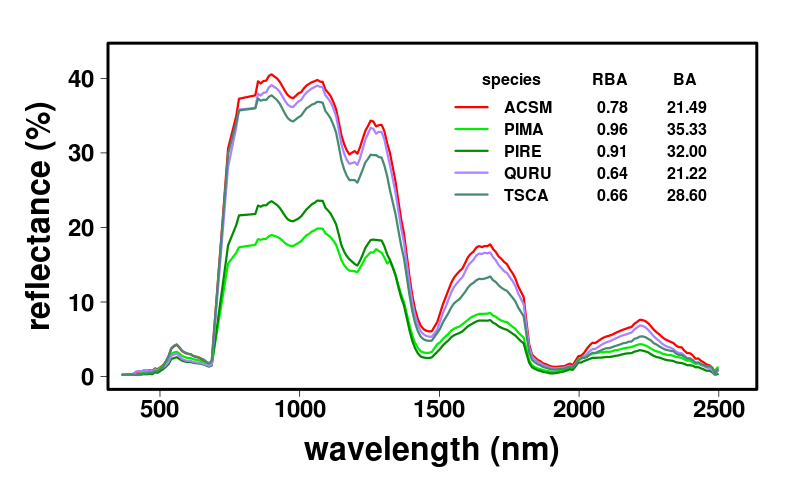 species RBA BA
ACSM 0.78 21.49
PIMA 0.96 35.33
PIRE 0.91 32.00
QURU 0.64 21.22
TSCA 0.66 28.60
reflectance (%)
40
30
20
10
0
500 1000 1500 2000 2500
wavelength (nm)